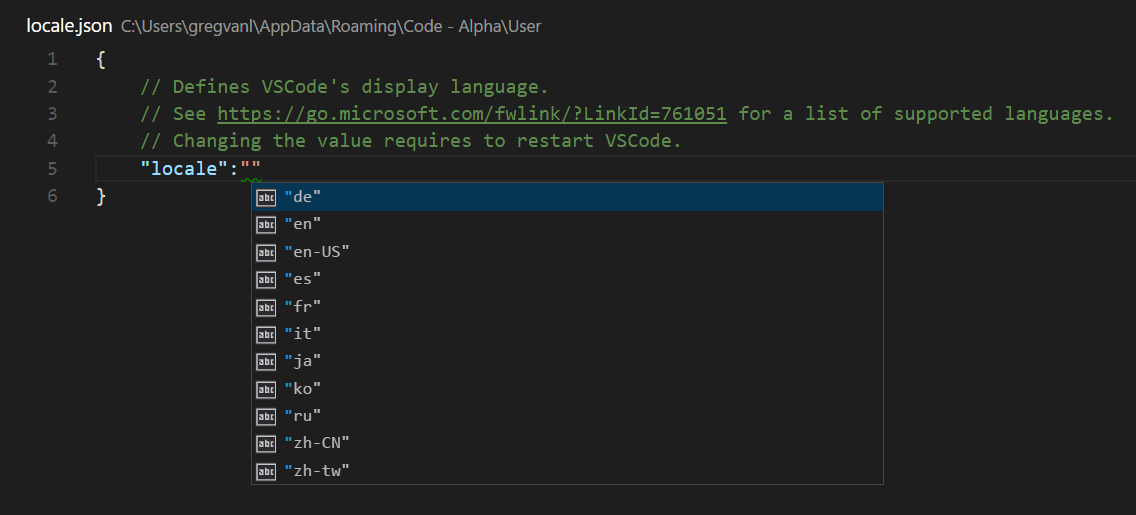 locale.json C:\Users\gregvanl\AppData\Roaming\Code - Alpha\User
1 {
2 // Defines VSCode's display language.
3 // See https://go.microsoft.com/fwlink/?LinkId=761051 for a list of supported languages.
4 // Changing the value requires to restart VSCode.
5 "locale":""
6 }
abc "de"
abc "en"
abc "en-US"
abc "es"
abc "fr"
abc "it"
abc "ja"
abc "ko"
abc "ru"
abc "zh-CN"
abc "zh-tw"